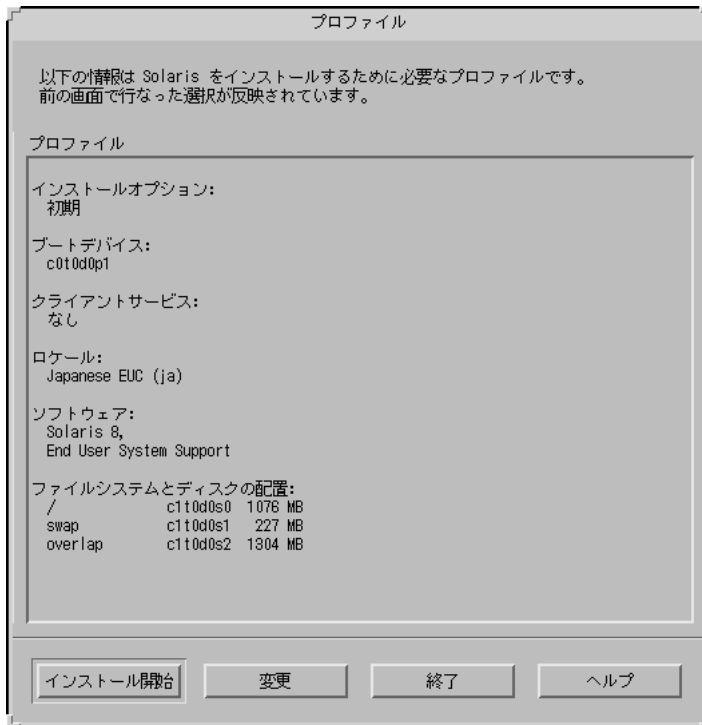 プロファイル
以下の情報は Solaris をインストールするために必要なプロファイルです。
前の画面で行なった選択が反映されています。
プロファイル
インストールオプション:
初期
ブートデバイス:
c0t0d0p1
クライアントサービス:
なし
ロケール:
Japanese EUC (ja)
ソフトウェア:
Solaris 8,
End User System Support
ファイルシステムとディスクの配置:
/ c1t0d0s0 1076 MB
swap c1t0d0s1 227 MB
overlap c1t0d0s2 1304 MB
インストール開始 変更 終了 ヘルプ